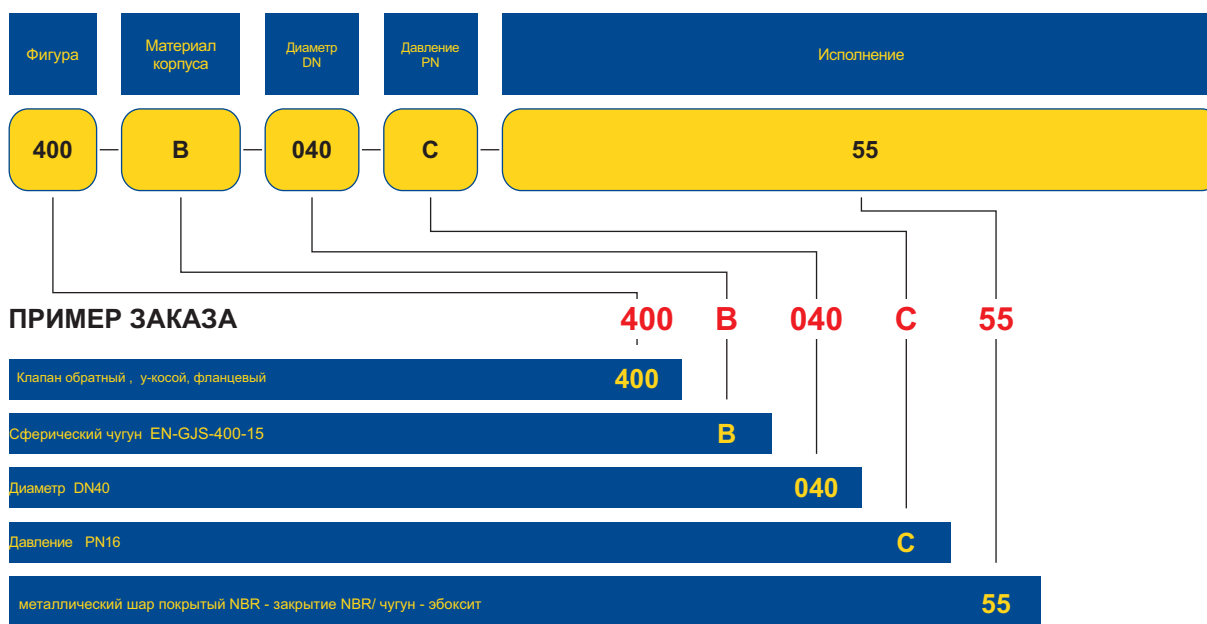 Фигура
Материал
корпуса
Диаметр
DN
Давление
PN
Исполнение
400
B
040
C
55
ПРИМЕР ЗАКАЗА
400 B 040 C 55
Клапан обратный , у-косой, фланцевый 400
Сферический чугун EN-GJS-400-15 B
Диаметр DN40 040
Давление PN16 C
металлический шар покрытый NBR - закрытие NBR/ чугун - эбоксит 55